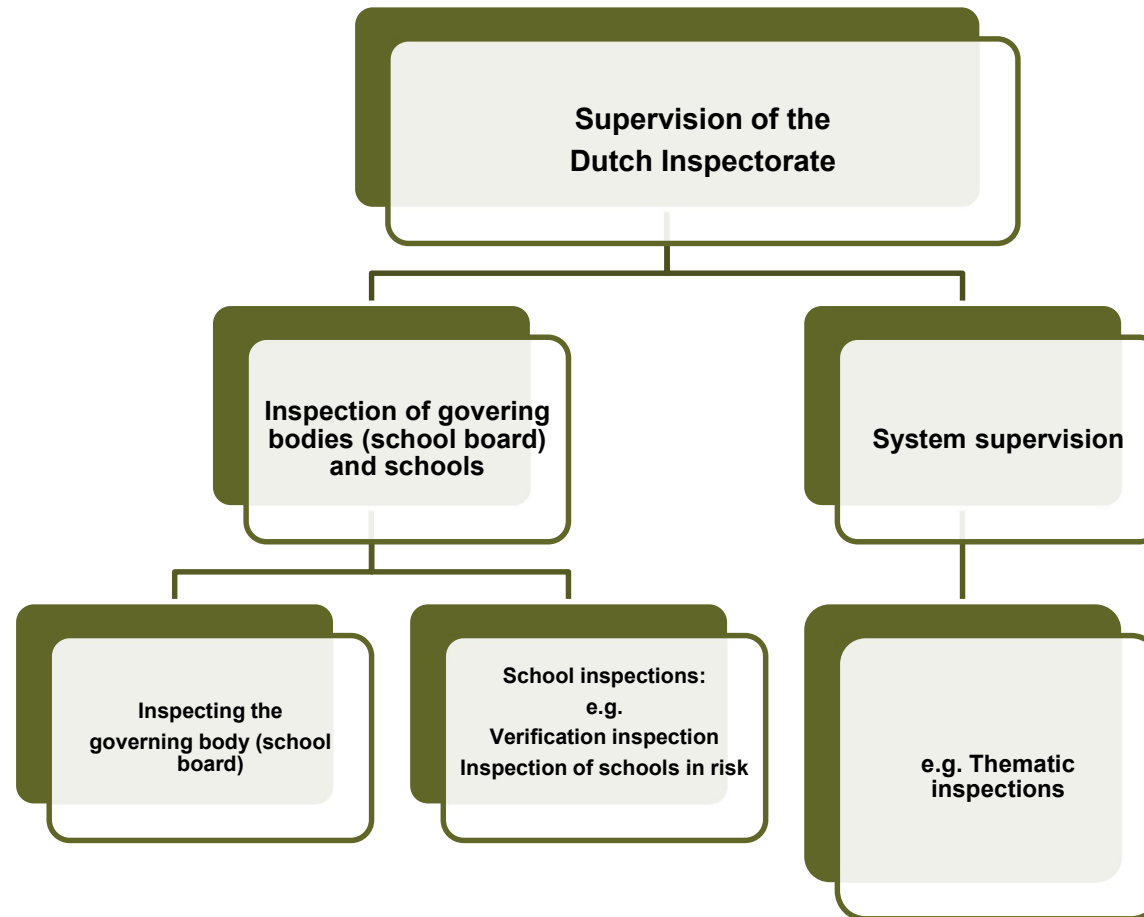 Supervision of the
Dutch Inspectorate
Inspection of govering
bodies (school board)
and schools
System supervision
Inspecting the
governing body (school
board)
School inspections:
e.g.
Verification inspection
Inspection of schools in risk
e.g. Thematic
inspections